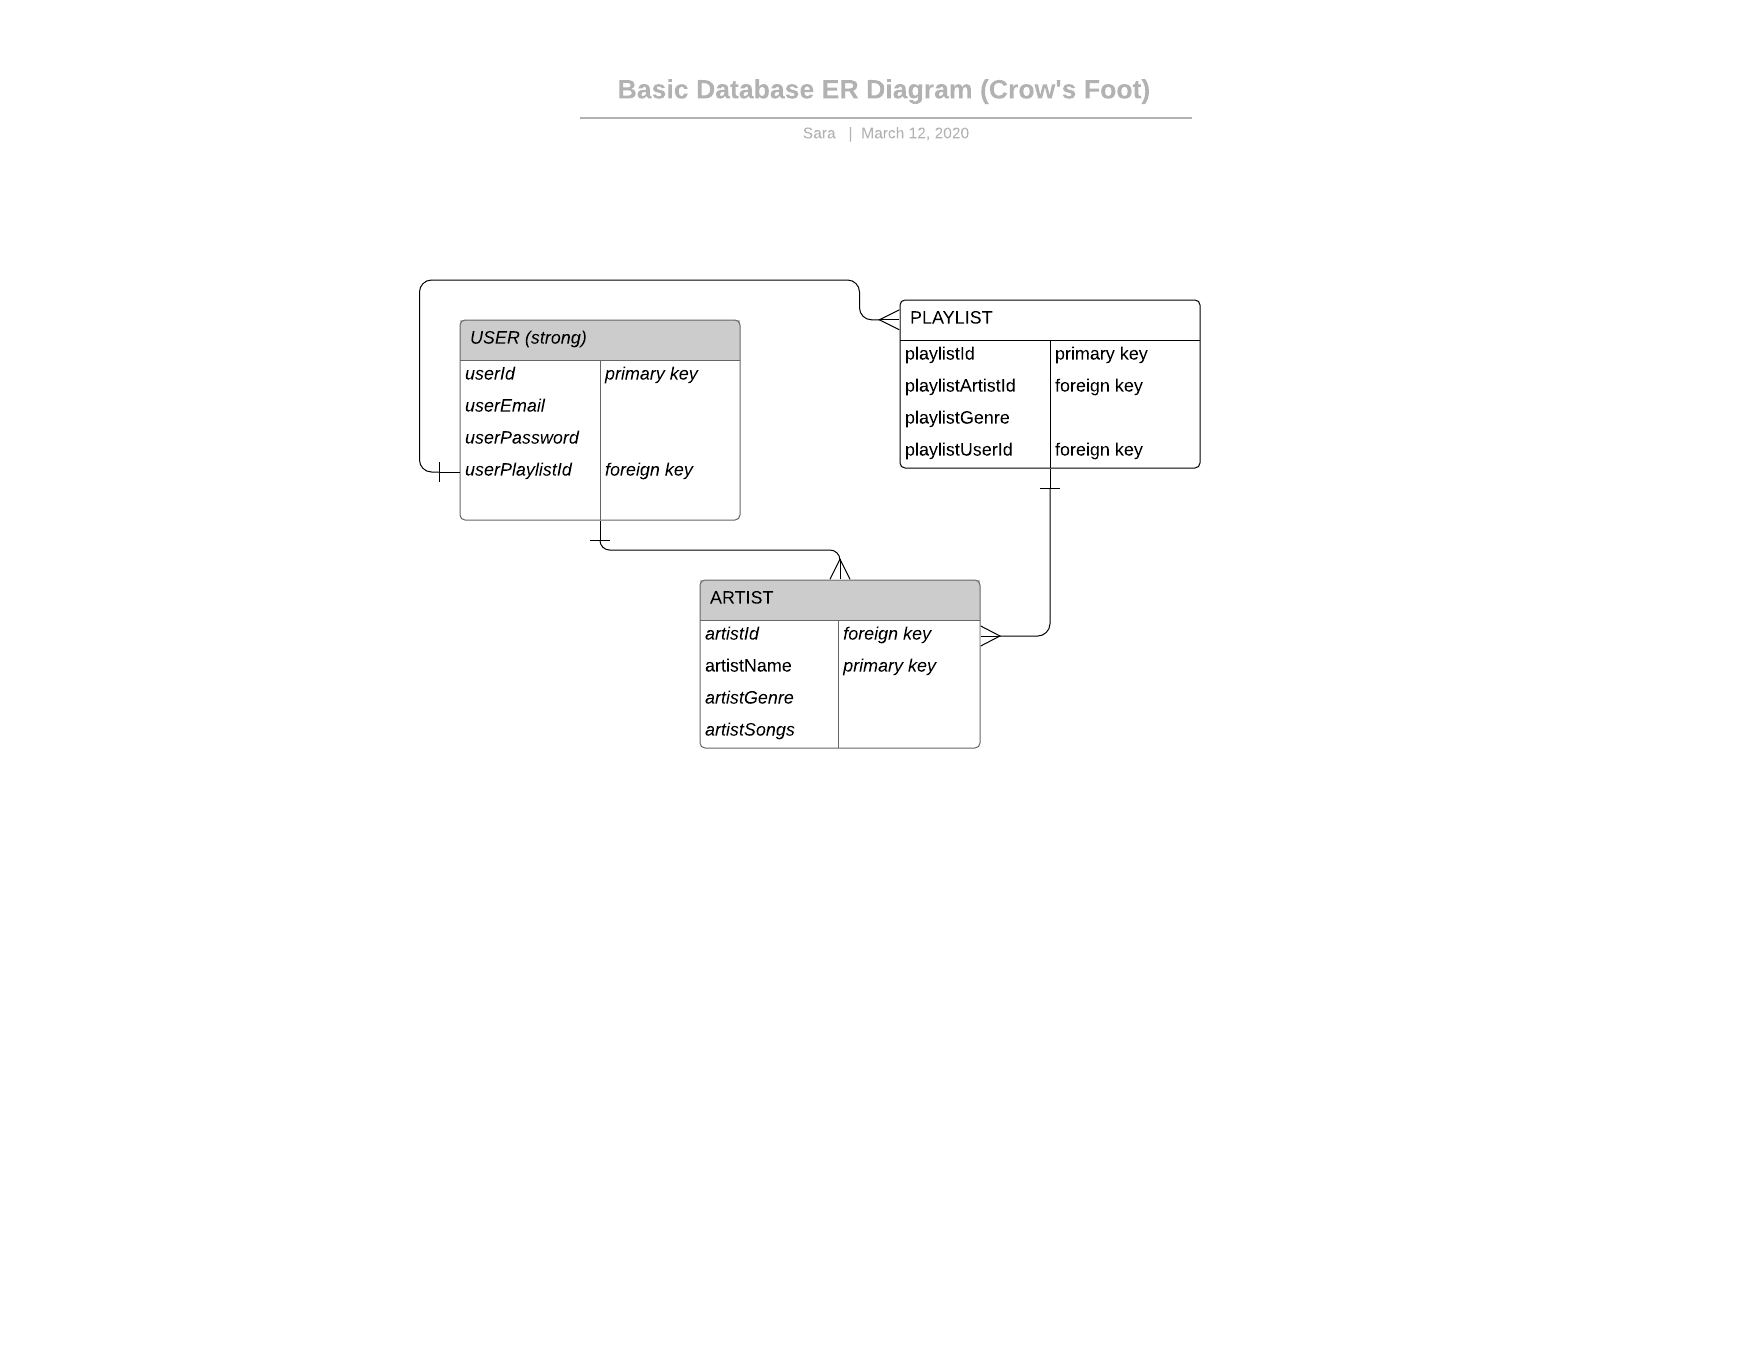 Basic Database ER Diagram (Crow's Foot)
Sara | March 12, 2020
USER (strong)
userId primary key
userEmail
userPassword
userPlaylistId foreign key
PLAYLIST
playlistId primary key
playlistArtistId foreign key
playlistGenre
playlistUserId foreign key
ARTIST
artistId foreign key
artistName primary key
artistGenre
artistSongs